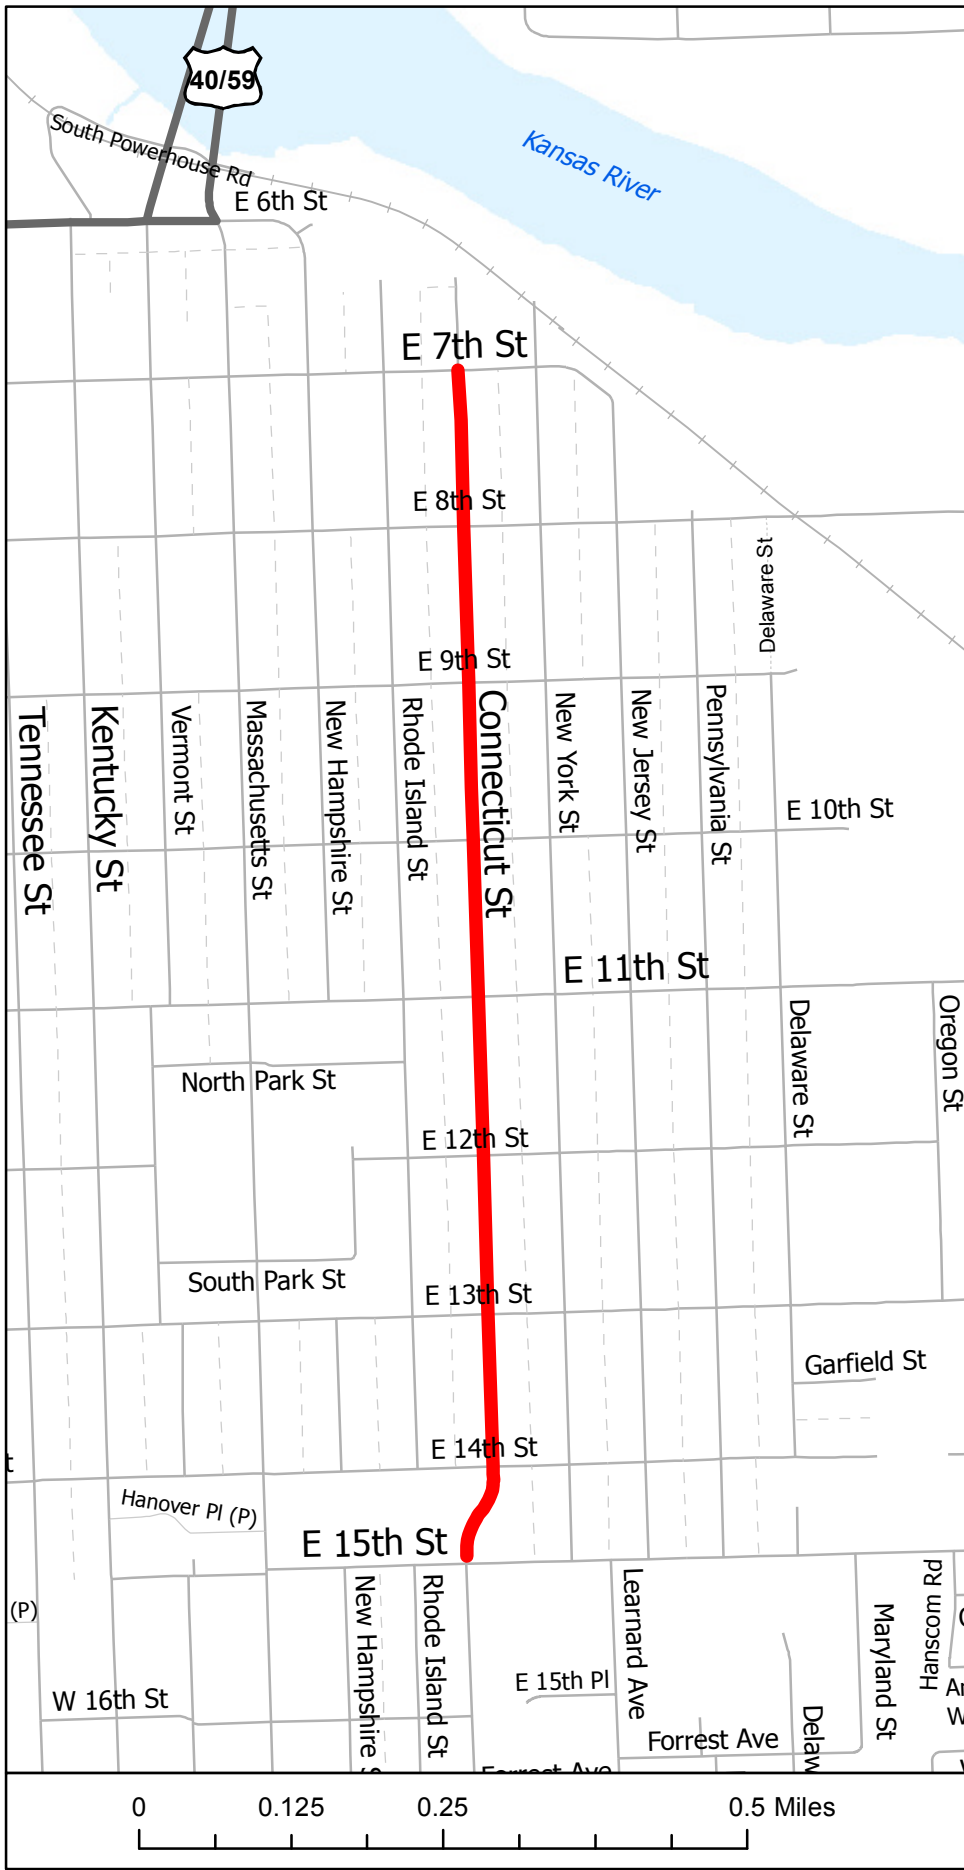 40/59
South Powerhouse Rd
Kansas River
E 6th St
E 7th St
E 8th St
Delaware St
E 9th St
Tennessee St
Kentucky St
Vermont St
Massachusetts St
New Hampshire St
Rhode Island St
Connecticut St
New York St
New Jersey St
Pennsylvania St
E 10th St
E 11th St
Delaware St
Oregon St
North Park St
E 12th St
South Park St
E 13th St
Garfield St
E 14th St
t
Hanover Pl (P)
E 15th St
(P)
New Hampshire S
Rhode Island St
Learnard Ave
Maryland St
Hanscom Rd
E 15th Pl
W 16th St
Forrest Ave
Delaw
Forrest Ave
0 0.125 0.25 0.5 Miles